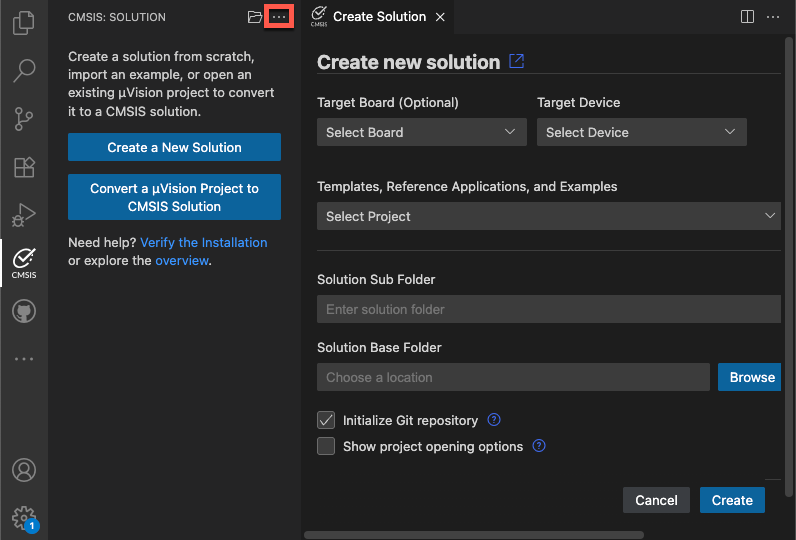 CMSIS: SOLUTION
Create a solution from scratch,
import an example, or open an
existing µVision project to convert
it to a CMSIS solution.
Create a New Solution
Convert a µVision Project to
CMSIS Solution
Need help? Verify the Installation
or explore the overview.
CMSIS
1
CMSIS
Create Solution
Create new solution
Target Board (Optional)
Target Device
Select Board
Select Device
Templates, Reference Applications, and Examples
Select Project
Solution Sub Folder
Enter solution folder
Solution Base Folder
Choose a location
Browse
Initialize Git repository ?
Show project opening options ?
Cancel
Create